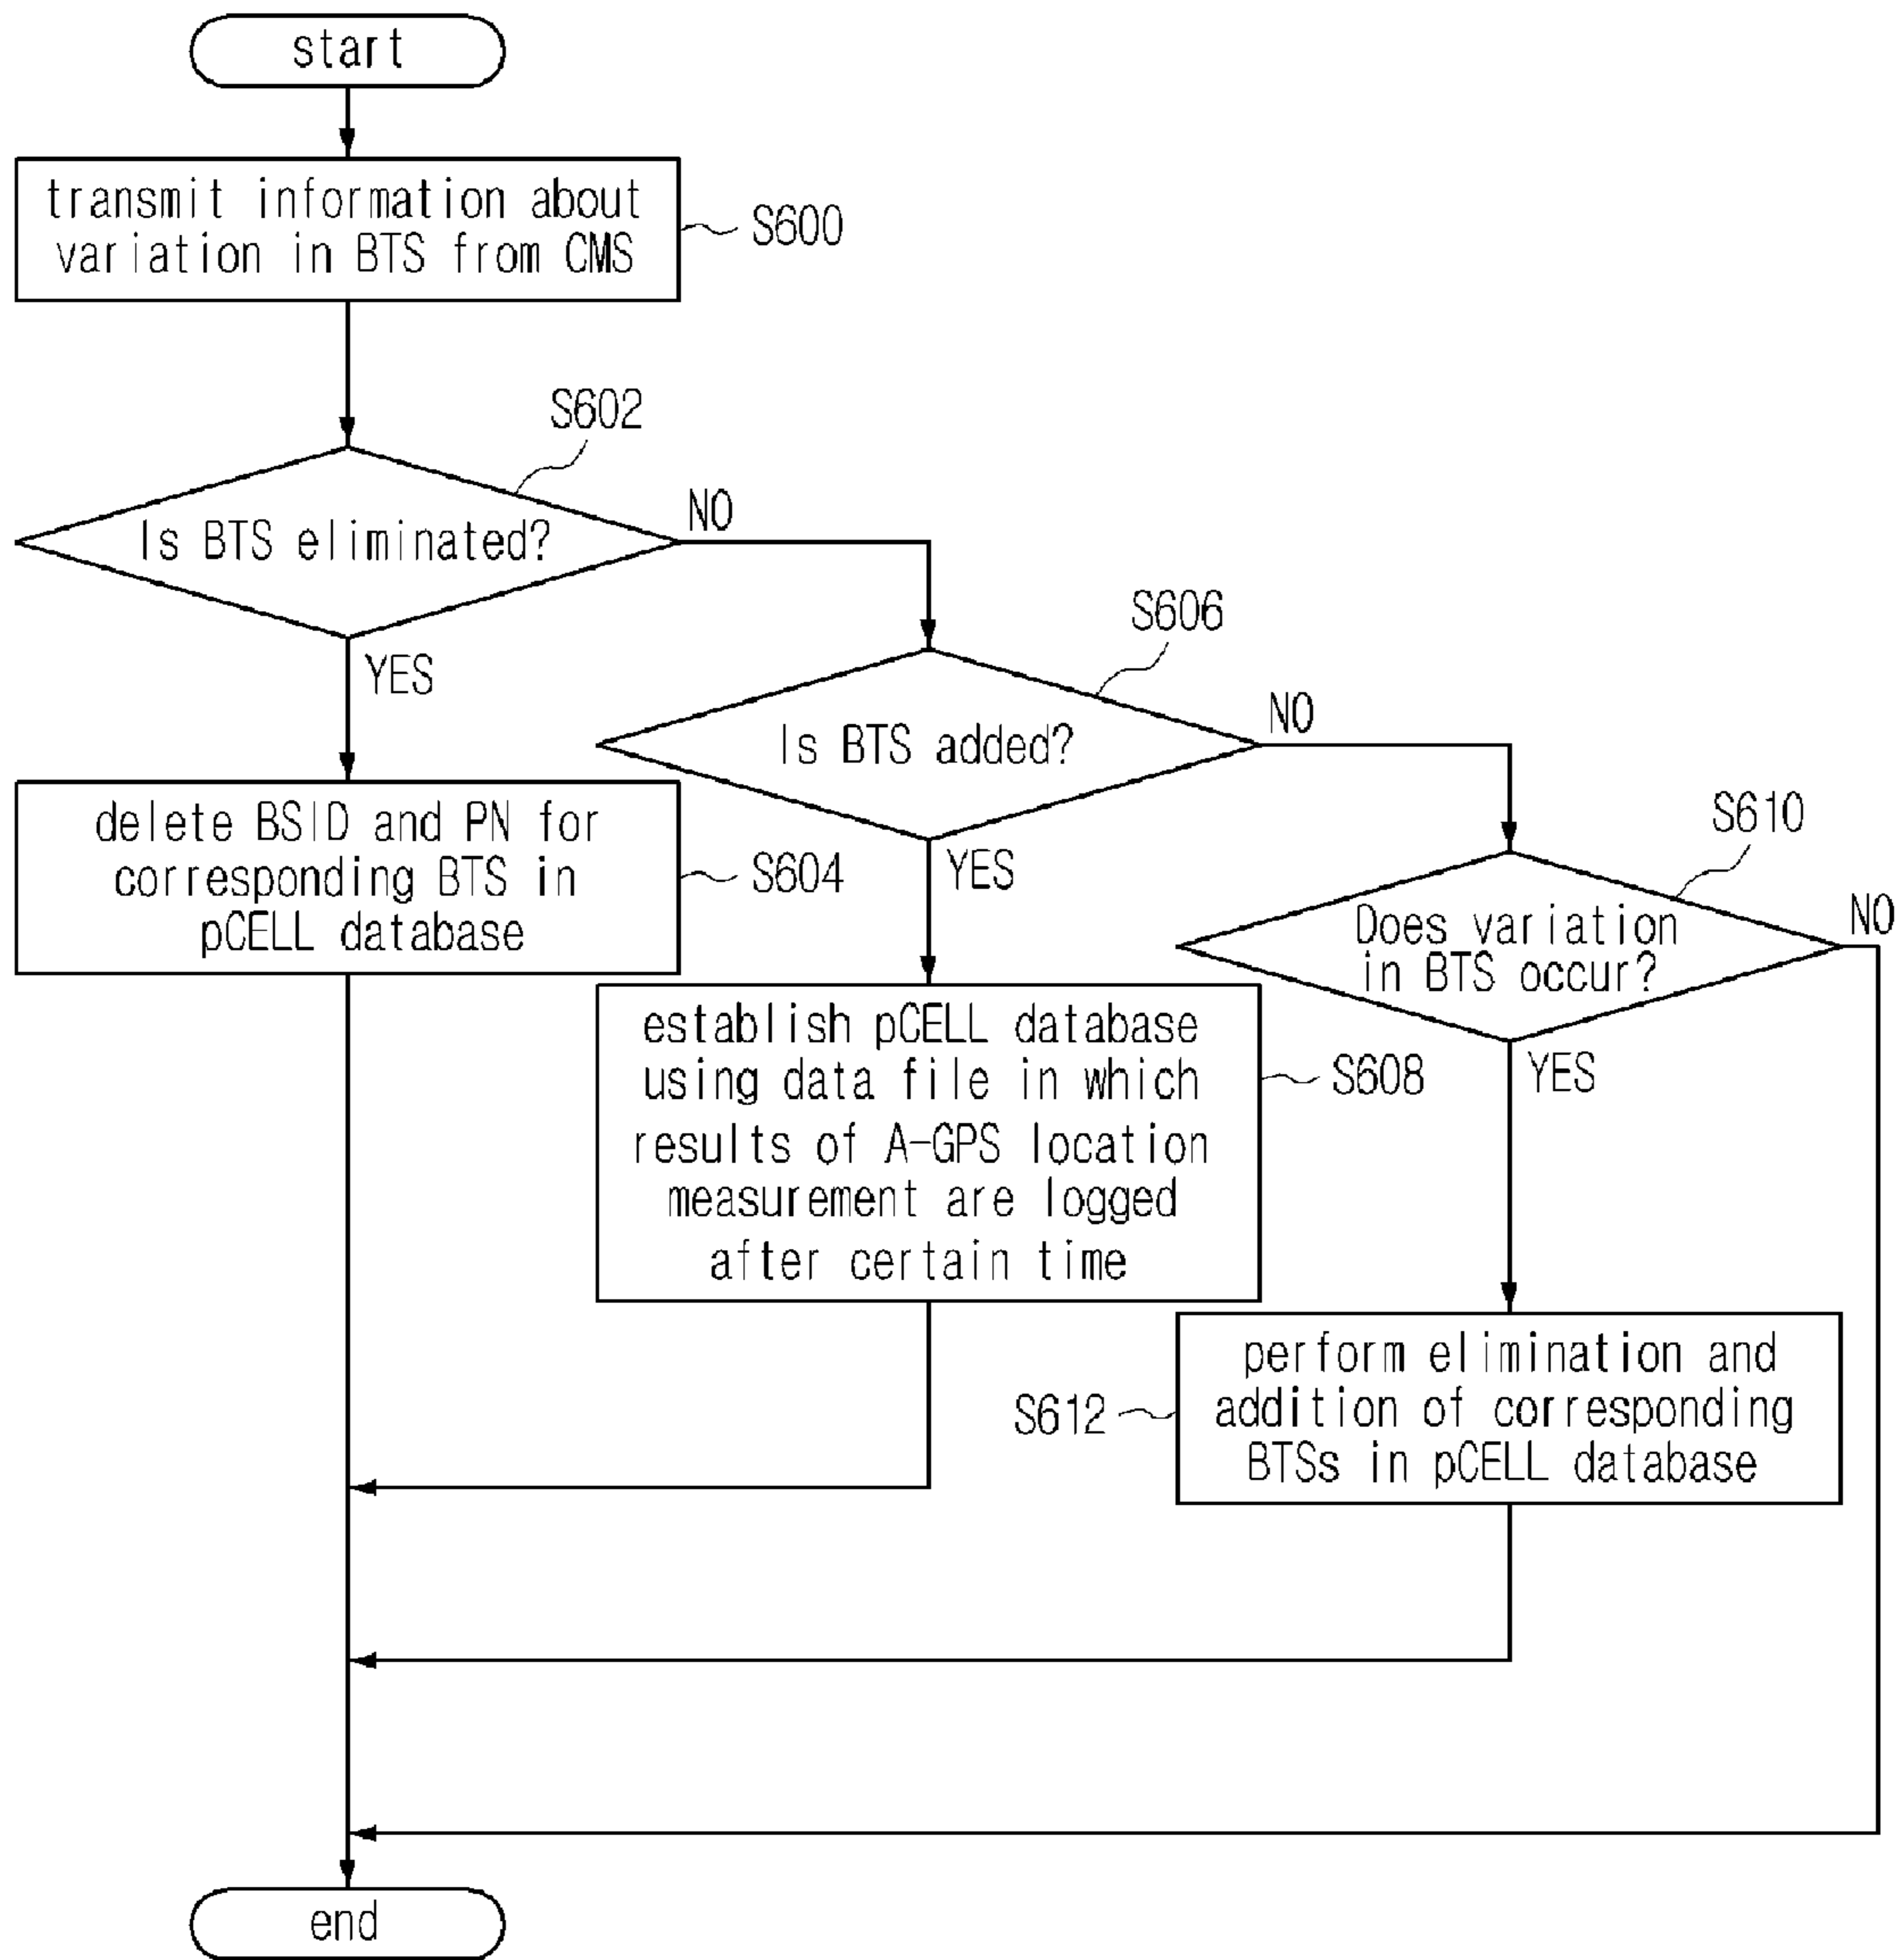 start
transmit information about
variation in BTS from CMS
S600
S602
Is BTS eliminated?
NO
YES
S606
Is BTS added?
NO
YES
delete BSID and PN for
corresponding BTS in
pCELL database
S604
S610
Does variation
in BTS occur?
NO
YES
establish pCELL database
using data file in which
results of A-GPS location
measurement are logged
after certain time
S608
perform elimination and
addition of corresponding
BTSs in pCELL database
S612
end